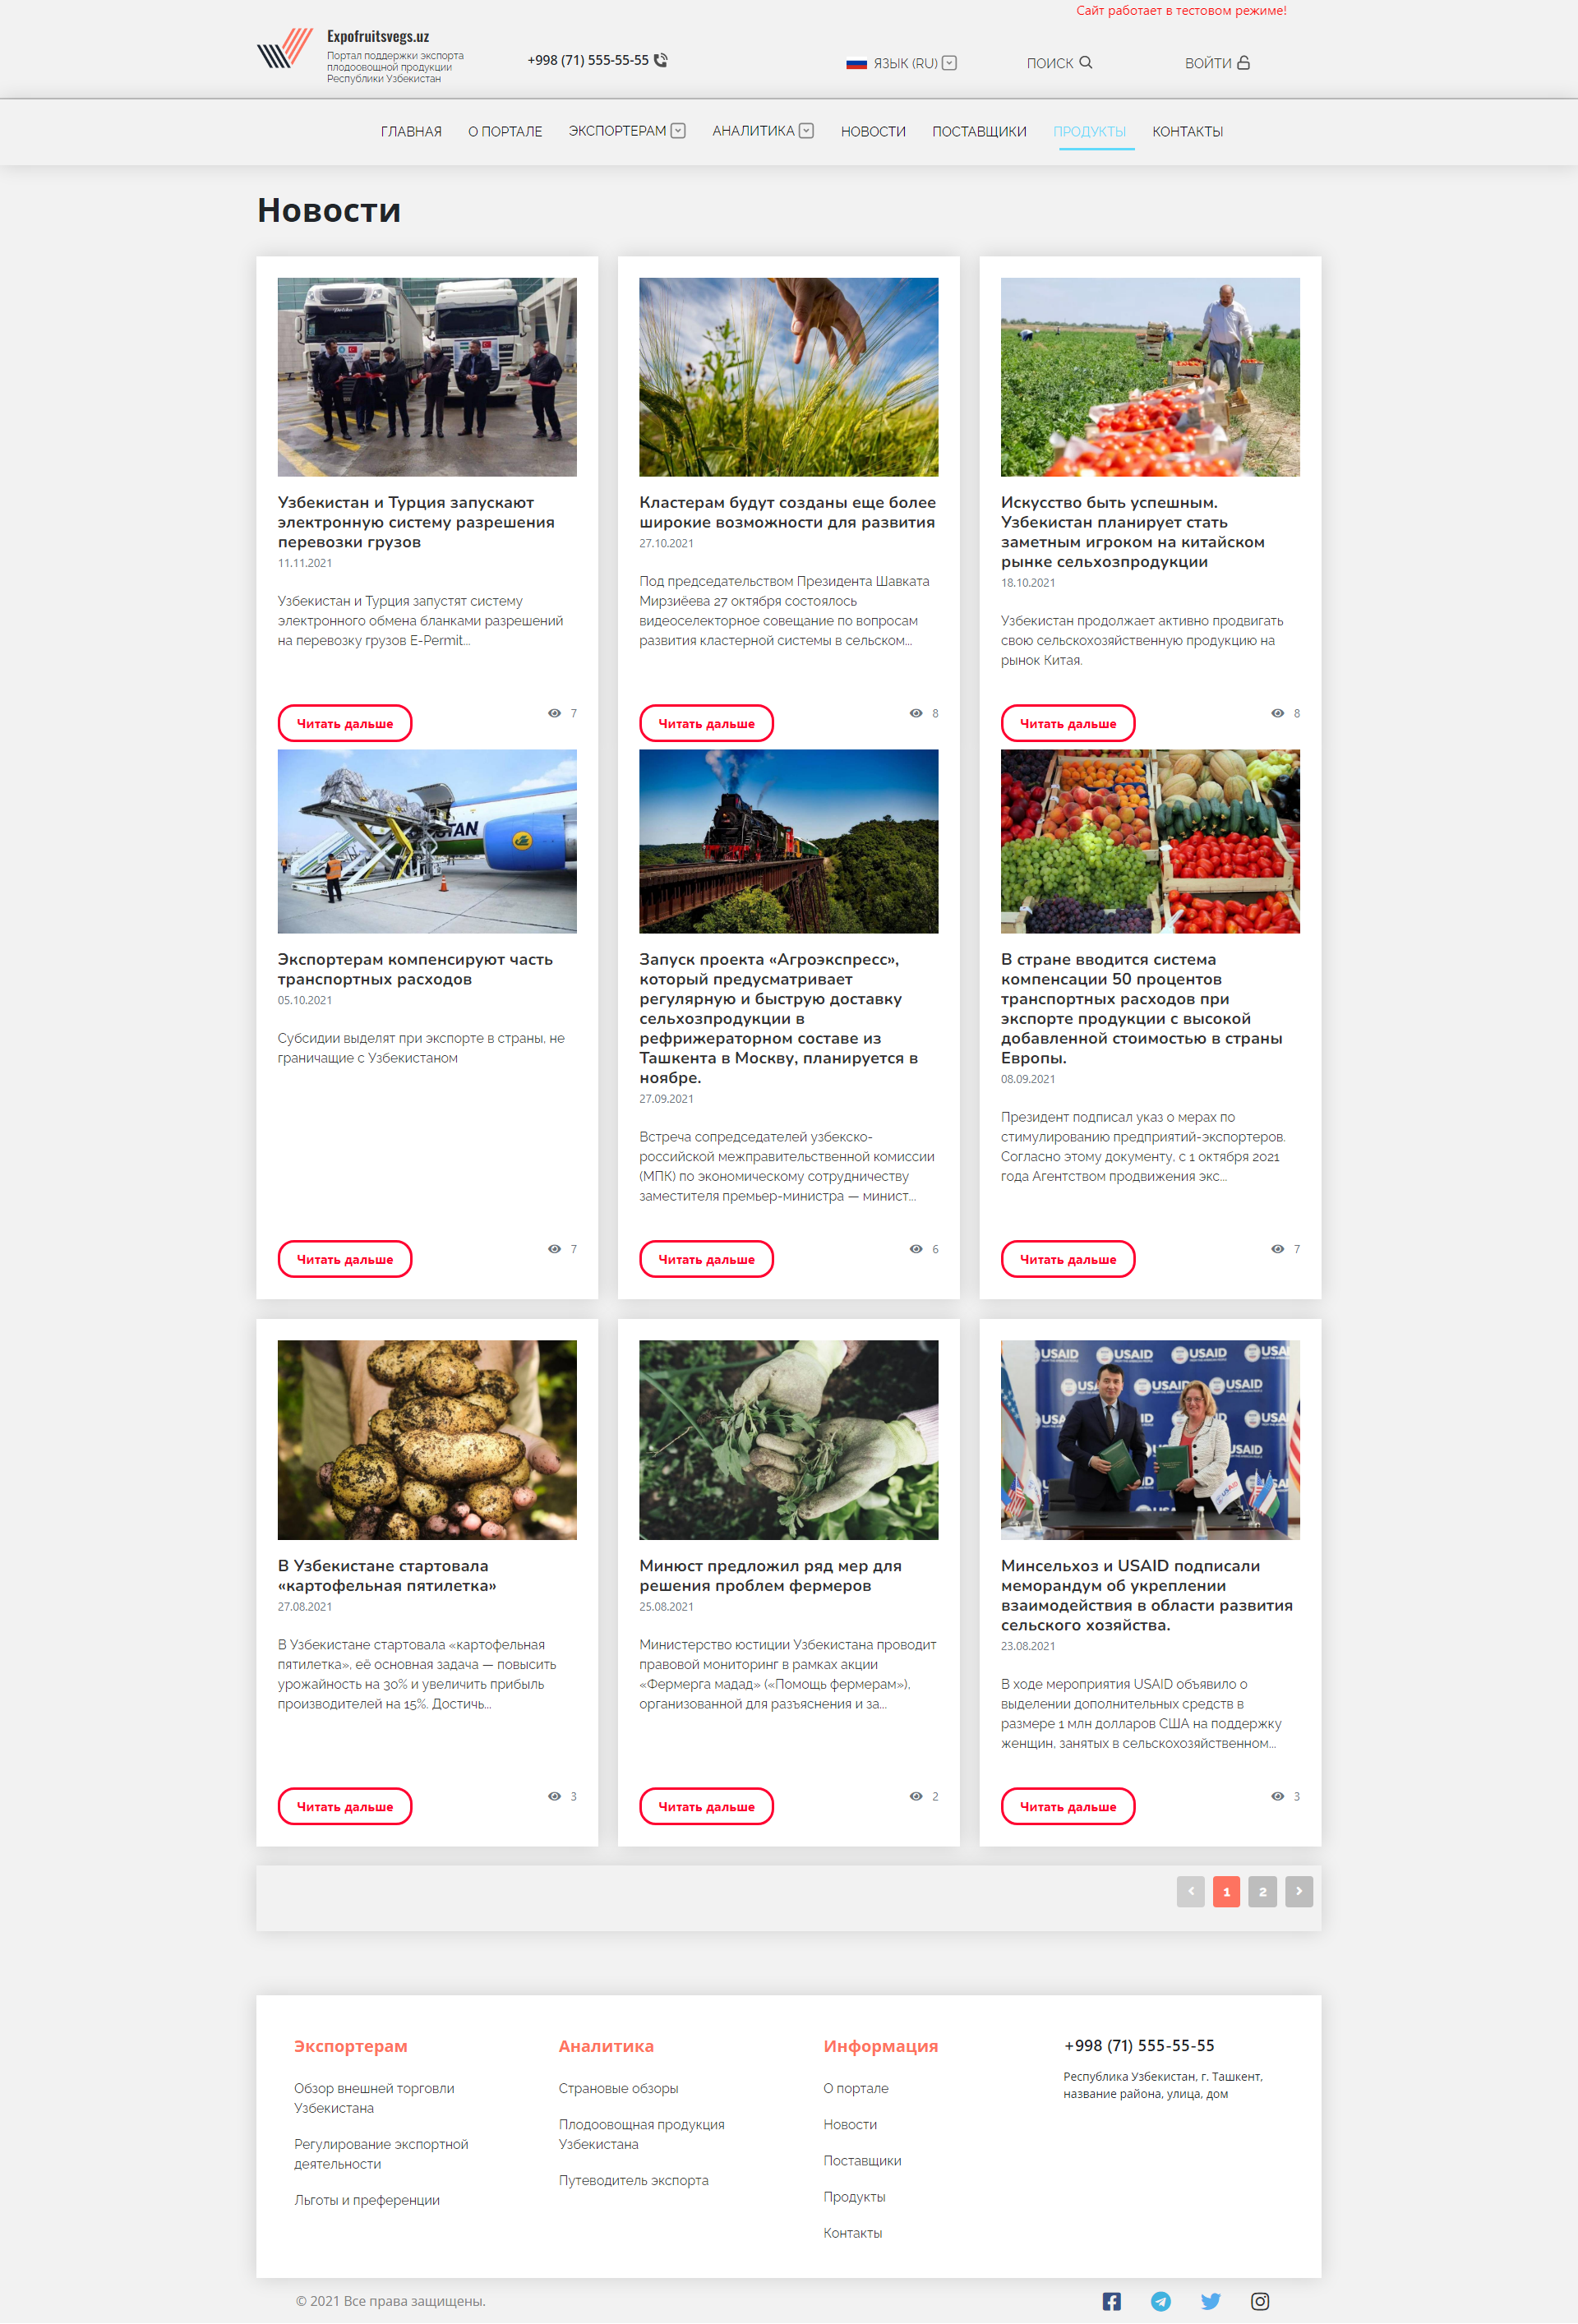 Сайт работает в тестовом режиме!
Expofruitsvegs.uz
Портал поддержки экспорта
плодоовощной продукции
Республики Узбекистан
+998 (71) 555-55-55
ЯЗЫК (RU)
ПОИСК
ВОЙТИ
ГЛАВНАЯ О ПОРТАЛЕ ЭКСПОРТЕРАМ АНАЛИТИКА НОВОСТИ ПОСТАВЩИКИ ПРОДУКТЫ КОНТАКТЫ
Новости
Узбекистан и Турция запускают
электронную систему разрешения
перевозки грузов
11.11.2021
Узбекистан и Турция запустят систему
электронного обмена бланками разрешений
на перевозку грузов E-Permit...
Читать дальше
7
Кластерам будут созданы еще более
широкие возможности для развития
27.10.2021
Под председательством Президента Шавката
Мирзиёева 27 октября состоялось
видеоселекторное совещание по вопросам
развития кластерной системы в сельском...
Читать дальше
8
Искусство быть успешным.
Узбекистан планирует стать
заметным игроком на китайском
рынке сельхозпродукции
18.10.2021
Узбекистан продолжает активно продвигать
свою сельскохозяйственную продукцию на
рынок Китая.
Читать дальше
8
Экспортерам компенсируют часть
транспортных расходов
05.10.2021
Субсидии выделят при экспорте в страны, не
граничащие с Узбекистаном
Читать дальше
7
Запуск проекта «Агроэкспресс»,
который предусматривает
регулярную и быструю доставку
сельхозпродукции в
рефрижераторном составе из
Ташкента в Москву, планируется в
ноябре.
27.09.2021
Встреча сопредседателей узбекско-
российской межправительственной комиссии
(МПК) по экономическому сотрудничеству
заместителя премьер-министра — минист...
Читать дальше
6
В стране вводится система
компенсации 50 процентов
транспортных расходов при
экспорте продукции с высокой
добавленной стоимостью в страны
Европы.
08.09.2021
Президент подписал указ о мерах по
стимулированию предприятий-экспортеров.
Согласно этому документу, с 1 октября 2021
года Агентством продвижения экс...
Читать дальше
7
В Узбекистане стартовала
«картофельная пятилетка»
27.08.2021
В Узбекистане стартовала «картофельная
пятилетка», её основная задача — повысить
урожайность на 30% и увеличить прибыль
производителей на 15%. Достичь...
Читать дальше
3
Минюст предложил ряд мер для
решения проблем фермеров
25.08.2021
Министерство юстиции Узбекистана проводит
правовой мониторинг в рамках акции
«Фермерга мадад» («Помощь фермерам»),
организованной для разъяснения и за...
Читать дальше
2
USAID USAID USAID USAID
USAID USAID
USAID
Минсельхоз и USAID подписали
меморандум об укреплении
взаимодействия в области развития
сельского хозяйства.
23.08.2021
В ходе мероприятия USAID объявило о
выделении дополнительных средств в
размере 1 млн долларов США на поддержку
женщин, занятых в сельскохозяйственном...
Читать дальше
3
1 2
Экспортерам
Обзор внешней торговли
Узбекистана
Регулирование экспортной
деятельности
Льготы и преференции
Аналитика
Страновые обзоры
Плодоовощная продукция
Узбекистана
Путеводитель экспорта
Информация
О портале
Новости
Поставщики
Продукты
Контакты
+998 (71) 555-55-55
Республика Узбекистан, г. Ташкент,
название района, улица, дом
© 2021 Все права защищены.